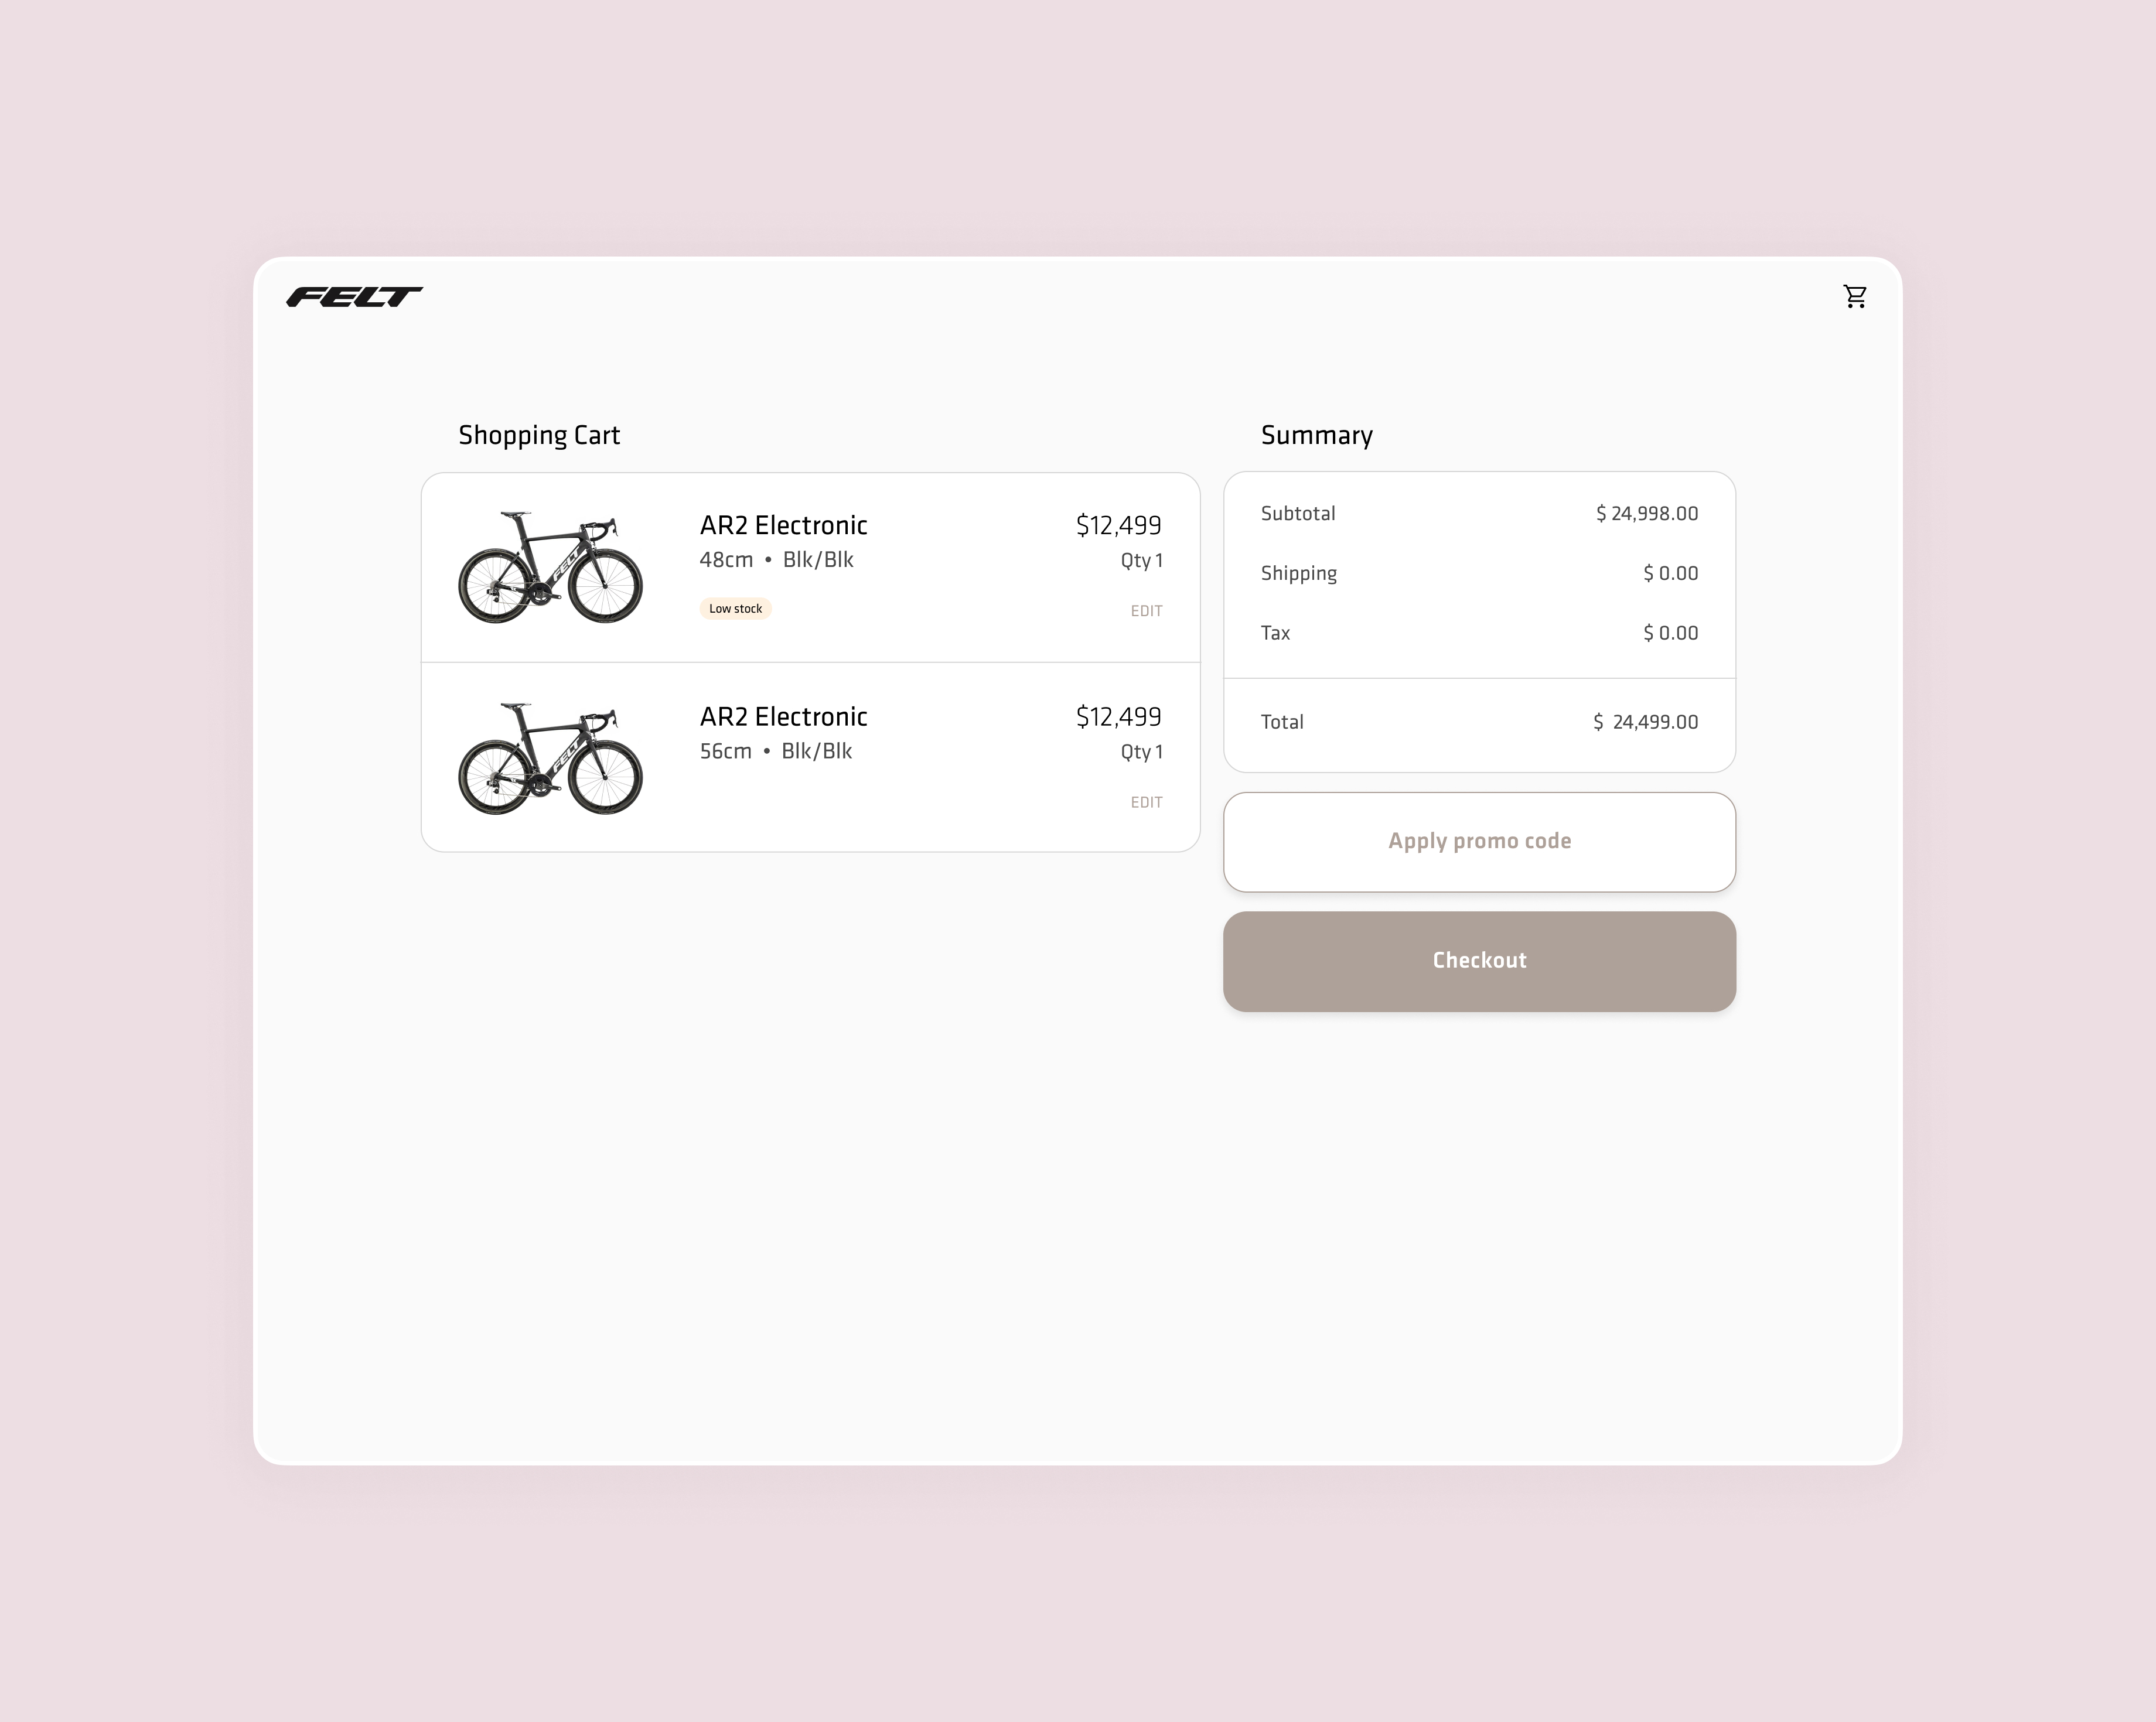 FELT
Shopping Cart
AR2 Electronic
$12,499
48cm • Blk/Blk
Qty 1
Low stock
EDIT
AR2 Electronic
$12,499
56cm • Blk/Blk
Qty 1
EDIT
Summary
Subtotal $ 24,998.00
Shipping $ 0.00
Tax $ 0.00
Total $ 24,499.00
Apply promo code
Checkout